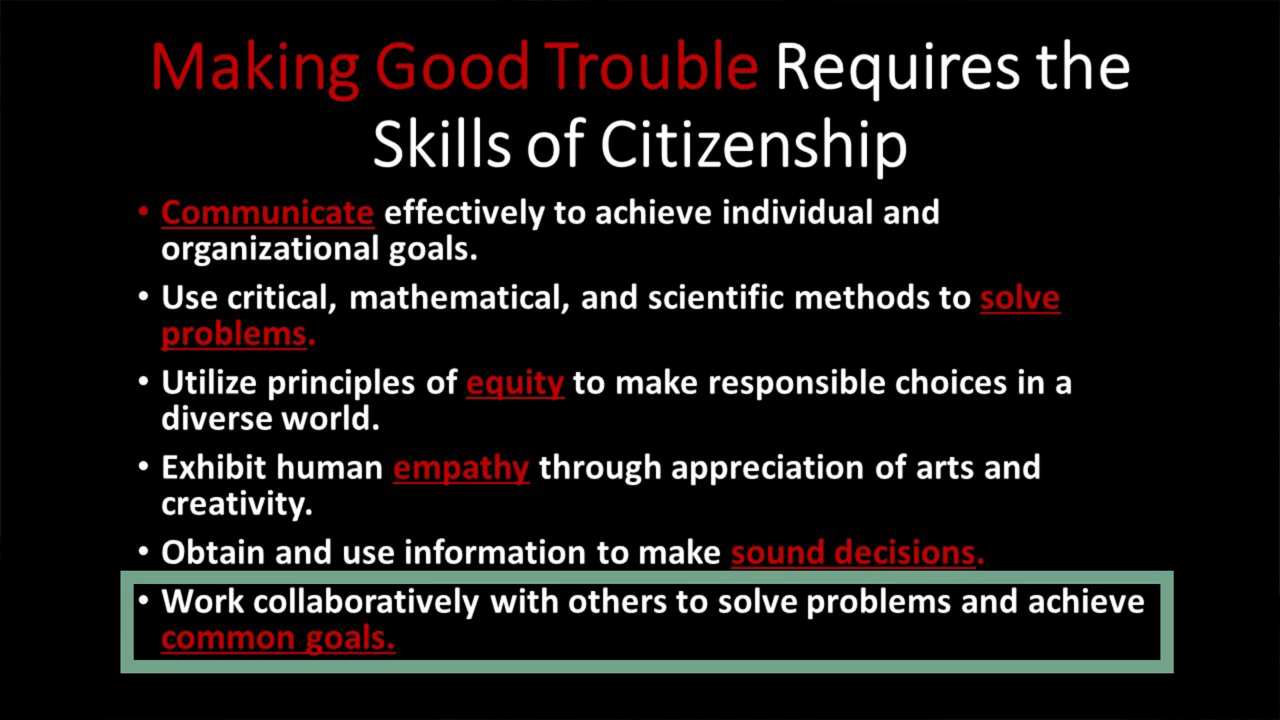 Making Good Trouble Requires the
Skills of Citizenship
• Communicate effectively to achieve individual and
organizational goals.
• Use critical, mathematical, and scientific methods to solve
problems.
• Utilize principles of equity to make responsible choices in a
diverse world.
• Exhibit human empathy through appreciation of arts and
creativity.
• Obtain and use information to make sound decisions.
• Work collaboratively with others to solve problems and achieve
common goals.